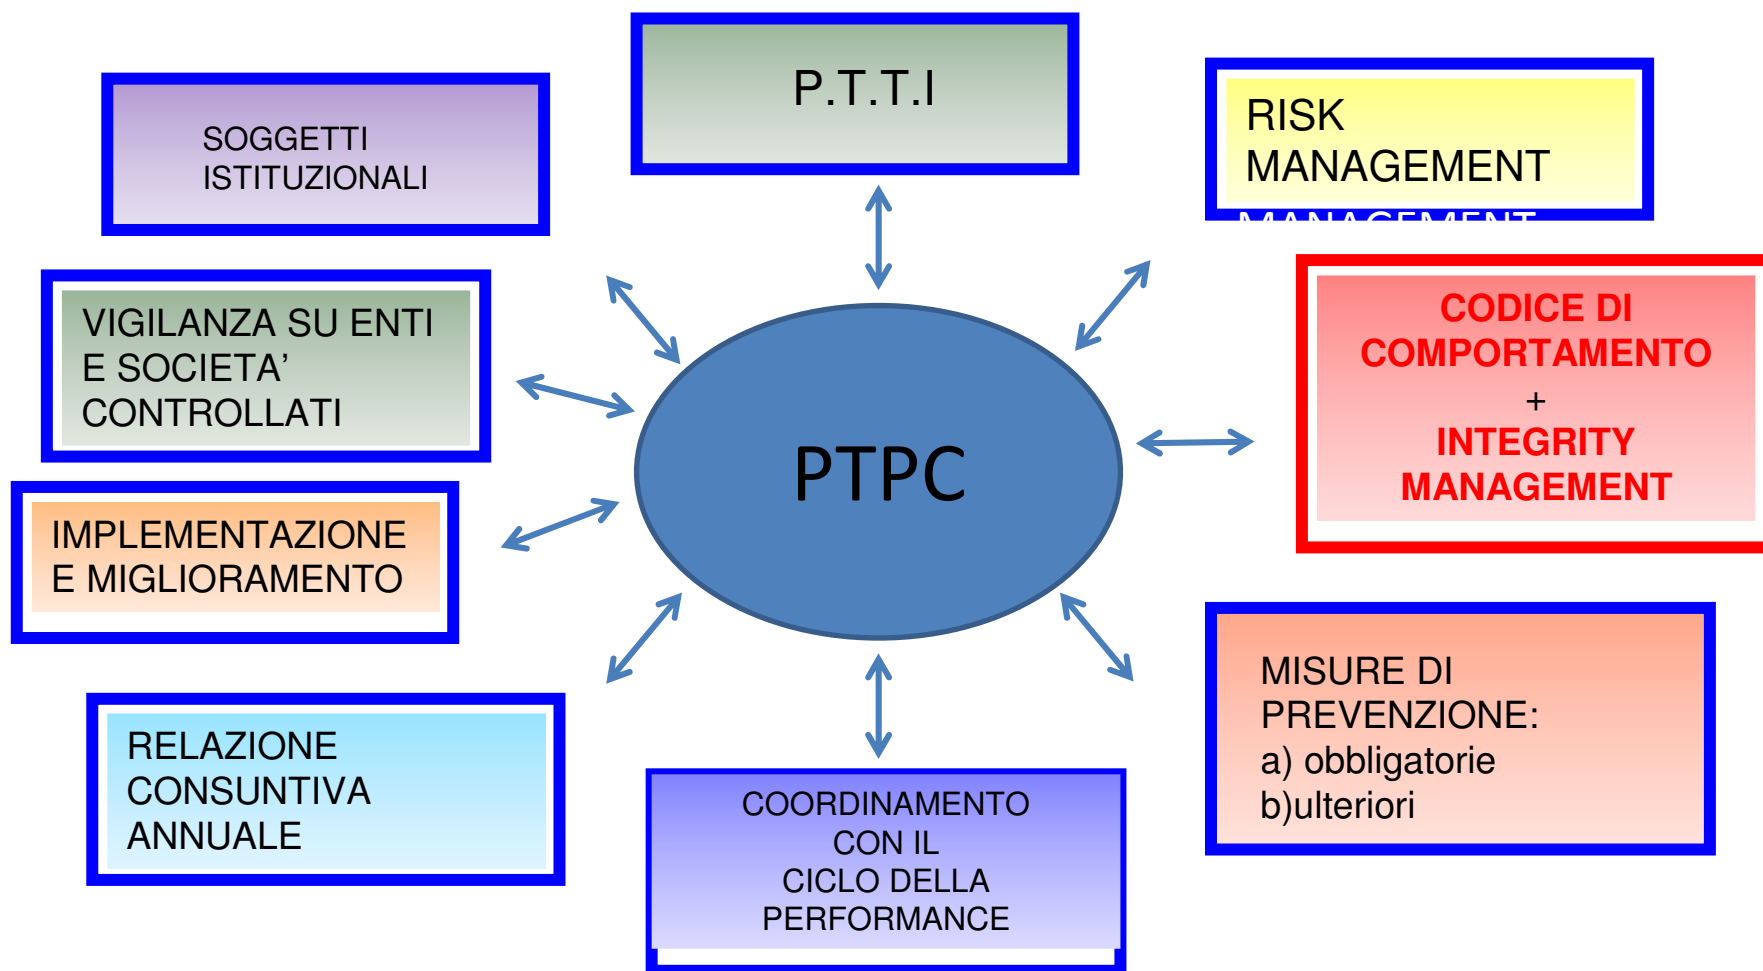 P.T.T.I
SOGGETTI
ISTITUZIONALI
RISK
MANAGEMENT
MANAGEMENT
VIGILANZA SU ENTI
E SOCIETA’
CONTROLLATI
CODICE DI
COMPORTAMENTO
+
INTEGRITY
MANAGEMENT
PTPC
IMPLEMENTAZIONE
E MIGLIORAMENTO
MISURE DI
PREVENZIONE:
a) obbligatorie
b)ulteriori
RELAZIONE
CONSUNTIVA
ANNUALE
COORDINAMENTO
CON IL
CICLO DELLA
PERFORMANCE